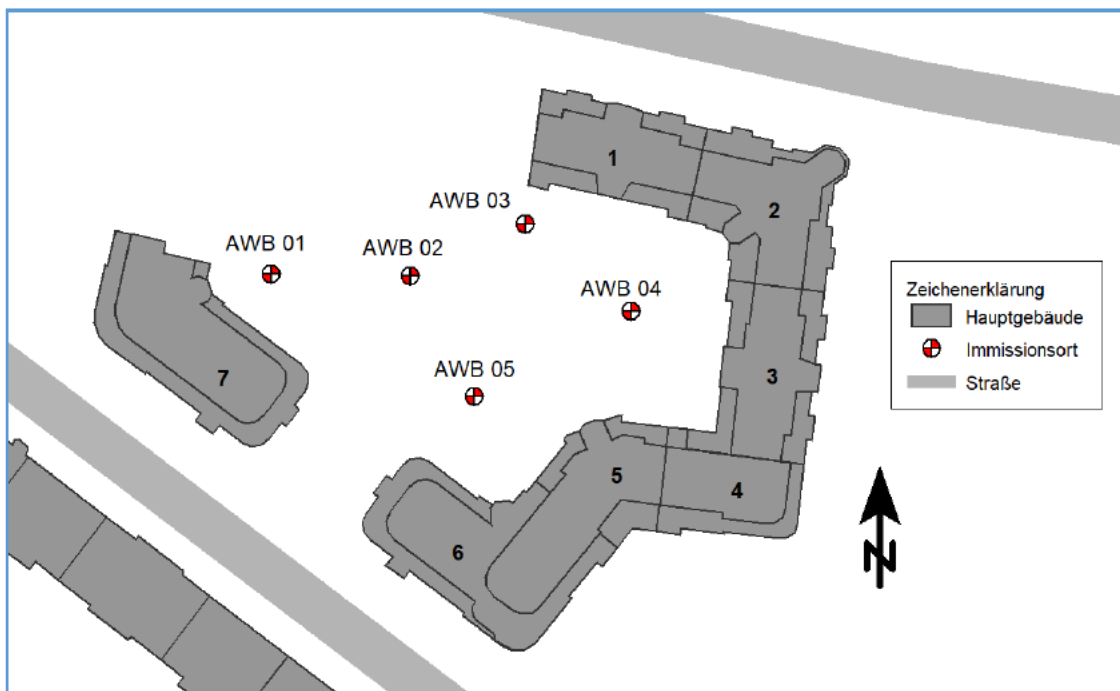 1
2
AWB 03
AWB 01
AWB 02
AWB 04
Zeichenerklärung
Hauptgebäude
Immissionsort
Straße
7
3
AWB 05
5
4
6
N